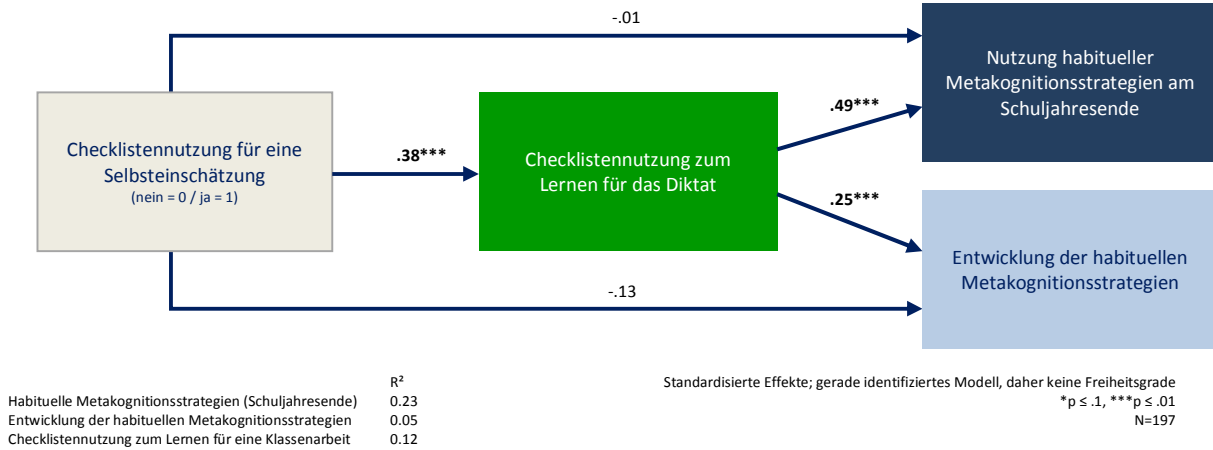 -.01
Nutzung habitueller
Metakognitionsstrategien am
Schuljahresende
.49***
Checklistennutzung für eine
Selbsteinschätzung
(nein = 0 / ja = 1)
.38***
Checklistennutzung zum
Lernen für das Diktat
.25***
Entwicklung der habituellen
Metakognitionsstrategien
-.13
R²
Habituelle Metakognitionsstrategien (Schuljahresende) 0.23
Entwicklung der habituellen Metakognitionsstrategien 0.05
Checklistennutzung zum Lernen für eine Klassenarbeit 0.12
Standardisierte Effekte; gerade identifiziertes Modell, daher keine Freiheitsgrade
*p ≤ .1, ***p ≤ .01
N=197